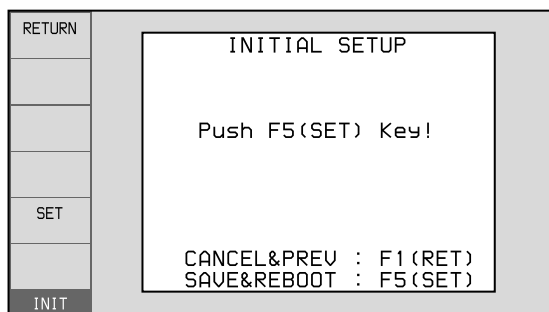 RETURN
INITIAL SETUP
Push F5(SET) Key!
SET
CANCEL&PREV : F1(RET)
SAVE&REBOOT : F5(SET)
INIT